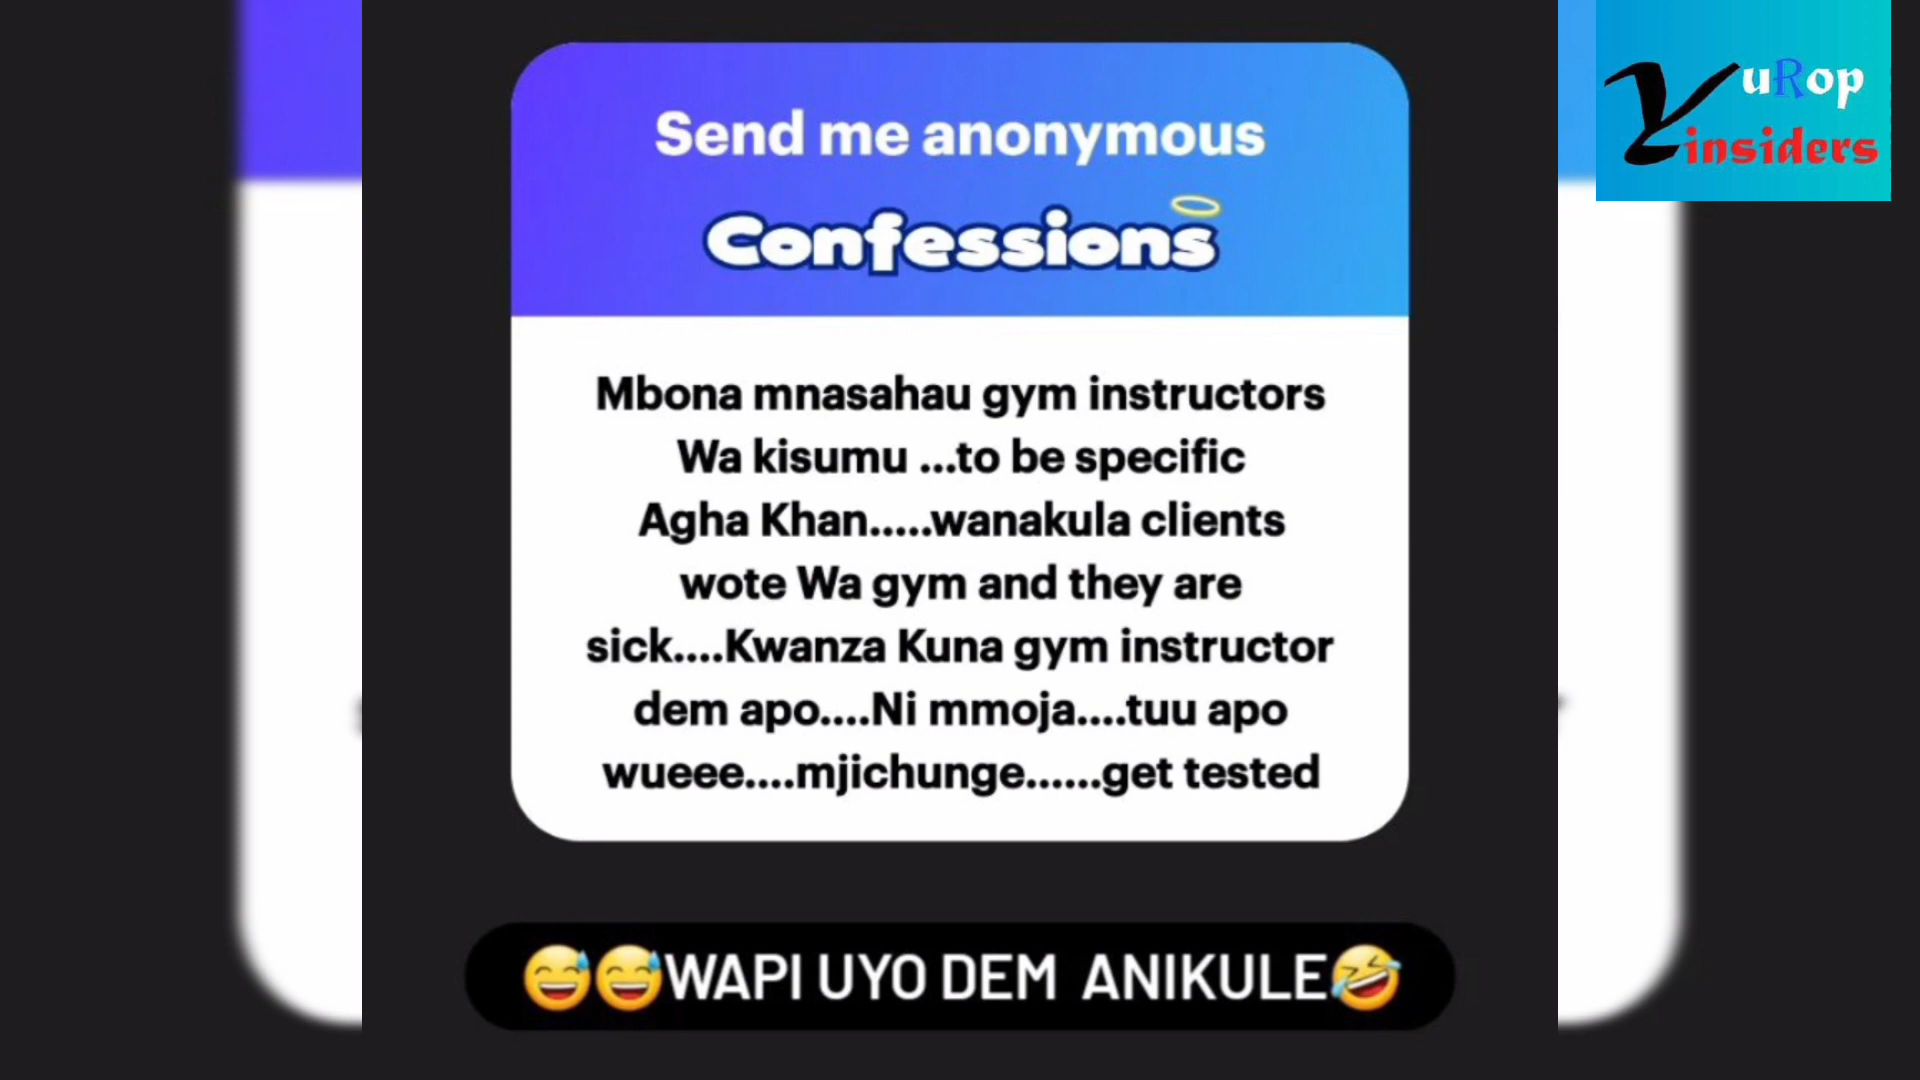 Send me anonymous
Confessions
Mbona mnasahau gym instructors
Wa kisumu ...to be specific
Agha Khan.....wanakula clients
wote Wa gym and they are
sick....Kwanza Kuna gym instructor
dem apo....Ni mmoja....tuu apo
wueee....mjichunge......get tested
😅😅WAPI UYO DEM ANIKULE🤣
YuRop
insiders